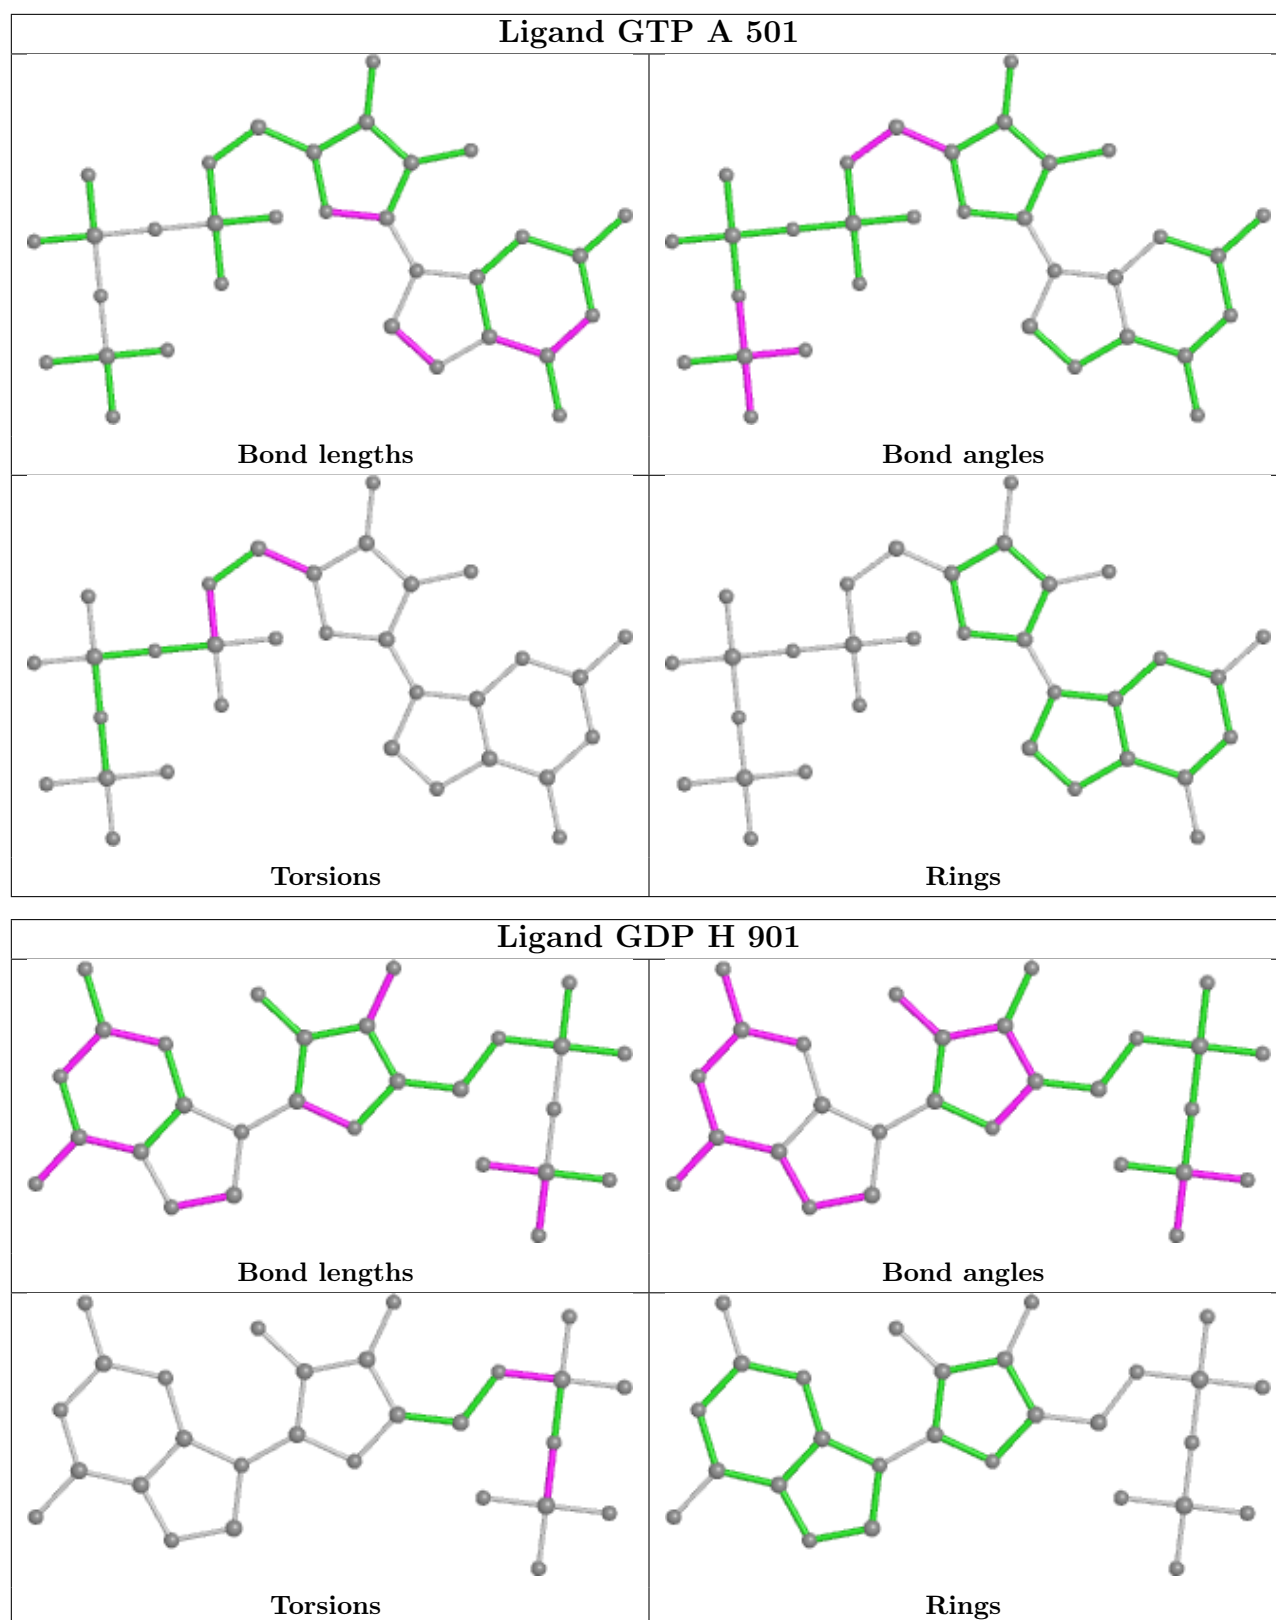 Ligand GTP A 501
Bond lengths
Bond angles
Torsions
Rings
Ligand GDP H 901
Bond lengths
Bond angles
Torsions
Rings